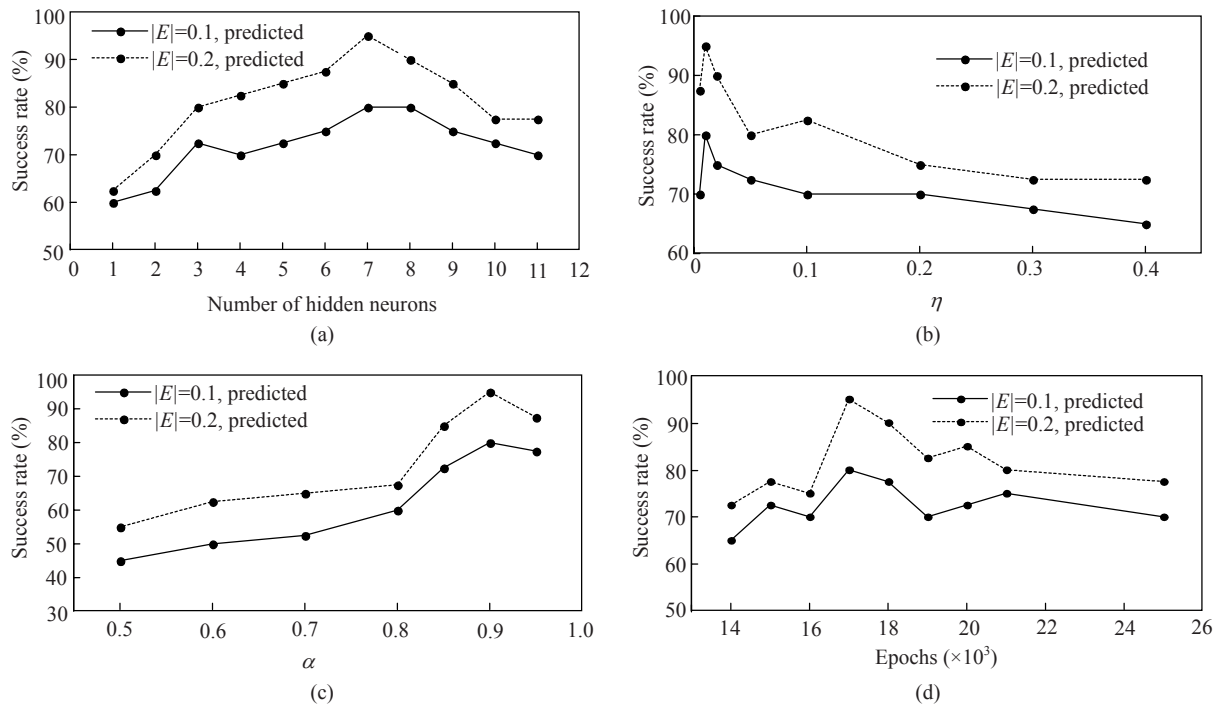 100
90
80
70
60
50
Success rate (%)
|E|=0.1, predicted
|E|=0.2, predicted
0 1 2 3 4 5 6 7 8 9 10 11 12
Number of hidden neurons
(a)
100
90
80
70
60
Success rate (%)
|E|=0.1, predicted
|E|=0.2, predicted
0 0.1 0.2 0.3 0.4
η
(b)
100
90
80
70
60
50
40
30
Success rate (%)
|E|=0.1, predicted
|E|=0.2, predicted
0.5 0.6 0.7 0.8 0.9 1.0
α
(c)
100
90
80
70
60
50
Success rate (%)
|E|=0.1, predicted
|E|=0.2, predicted
14 16 18 20 22 24 26
Epochs (×10³)
(d)